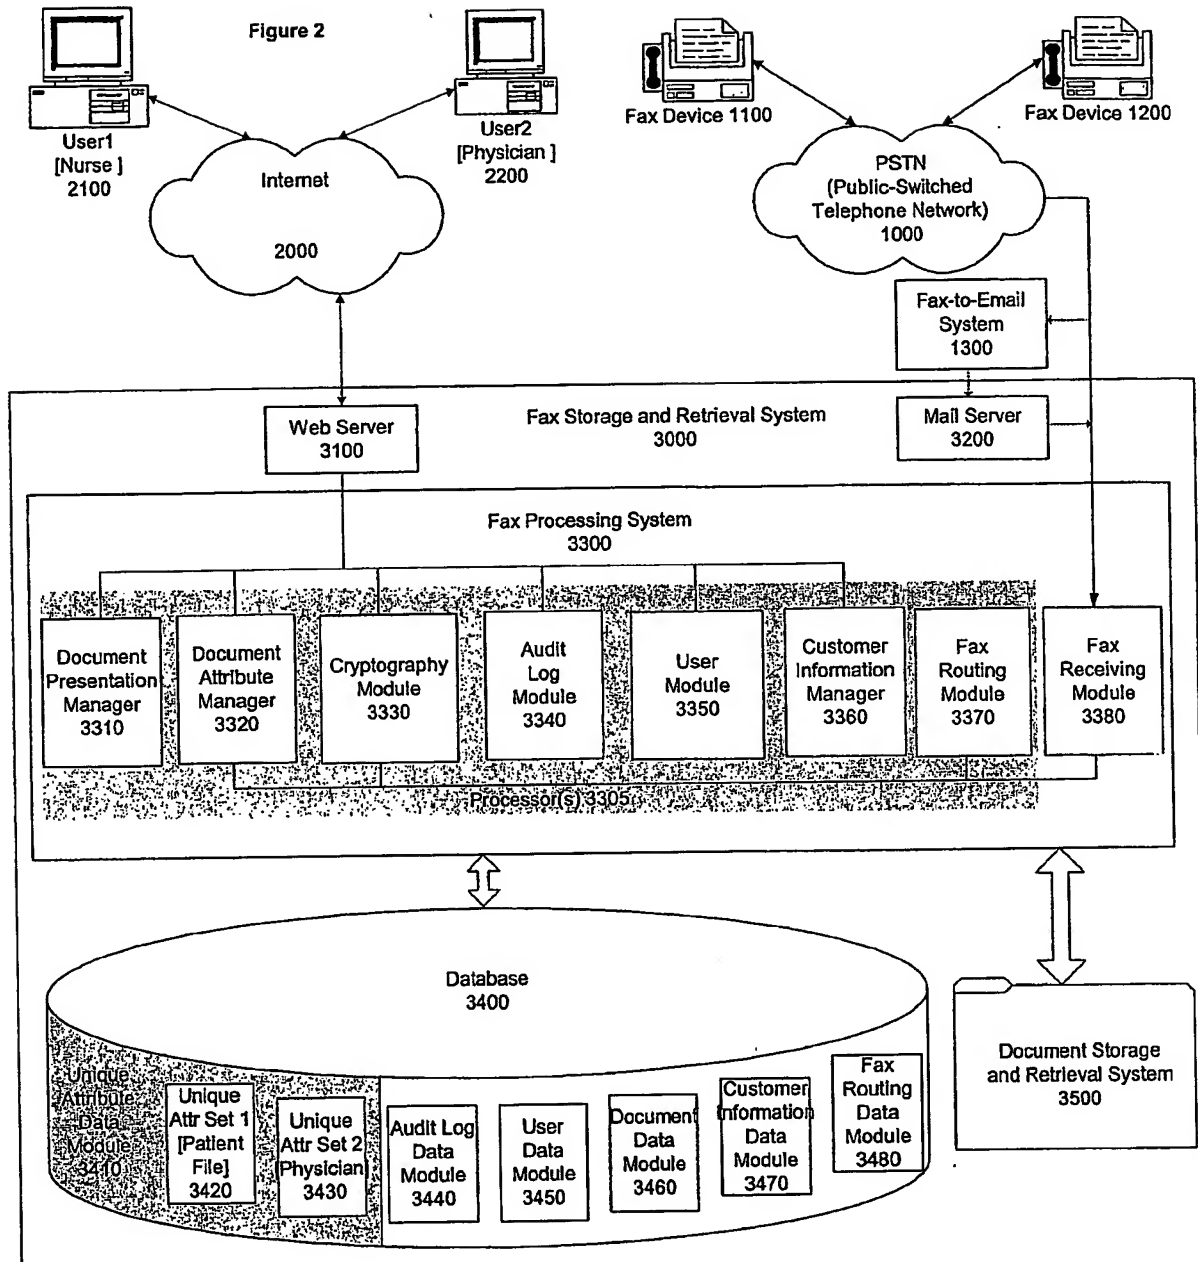 Figure 2
User1
[Nurse ]
2100
User2
[Physician ]
2200
Fax Device 1100
Fax Device 1200
Internet
2000
PSTN
(Public-Switched
Telephone Network)
1000
Fax-to-Email
System
1300
Web Server
3100
Fax Storage and Retrieval System
3000
Mail Server
3200
Fax Processing System
3300
Document
Presentation
Manager
3310
Document
Attribute
Manager
3320
Cryptography
Module
3330
Audit
Log
Module
3340
User
Module
3350
Customer
Information
Manager
3360
Fax
Routing
Module
3370
Fax
Receiving
Module
3380
Processor(s) 3305
Database
3400
Unique
Attribute
Data
Module
3410
Unique
Attr Set 1
[Patient
File]
3420
Unique
Attr Set 2
[Physician]
3430
Audit Log
Data
Module
3440
User
Data
Module
3450
Document
Data
Module
3460
Customer
Information
Data
Module
3470
Fax
Routing
Data
Module
3480
Document Storage
and Retrieval System
3500